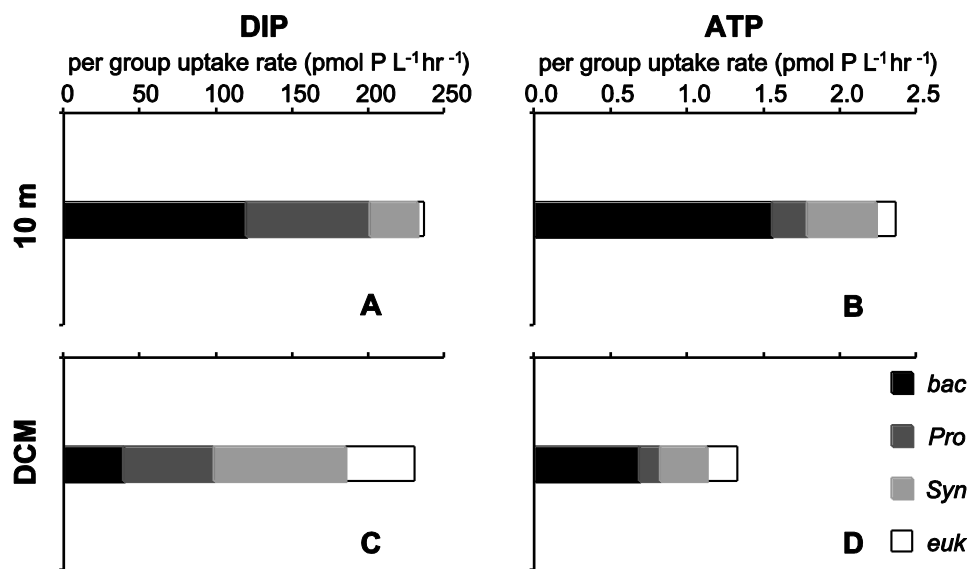 DIP
per group uptake rate (pmol P L-1 hr -1)
0 50 100 150 200 250
ATP
per group uptake rate (pmol P L-1 hr -1)
0.0 0.5 1.0 1.5 2.0 2.5
10 m
A
B
DCM
C
D
bac
Pro
Syn
euk